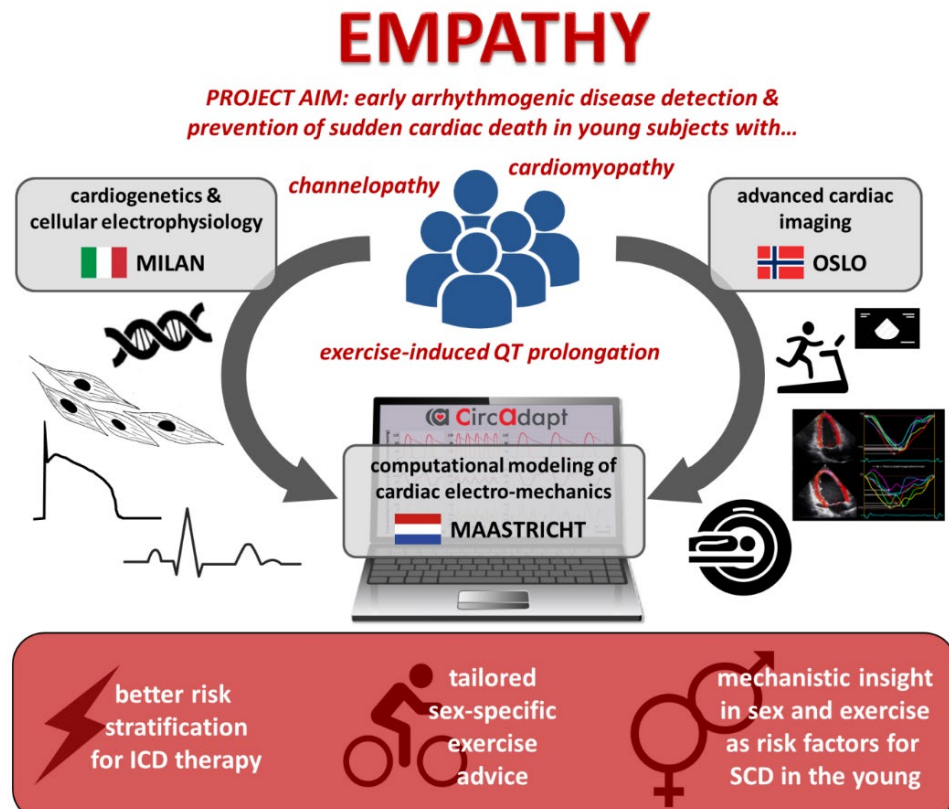 EMPATHY
PROJECT AIM: early arrhythmogenic disease detection &
prevention of sudden cardiac death in young subjects with...
channelopathy
cardiomyopathy
exercise-induced QT prolongation
cardiogenetics &
cellular electrophysiology
MILAN
advanced cardiac
imaging
OSLO
CircAdapt
computational modeling of
cardiac electro-mechanics
MAASTRICHT
better risk
stratification
for ICD therapy
tailored
sex-specific
exercise
advice
mechanistic insight
in sex and exercise
as risk factors for
SCD in the young